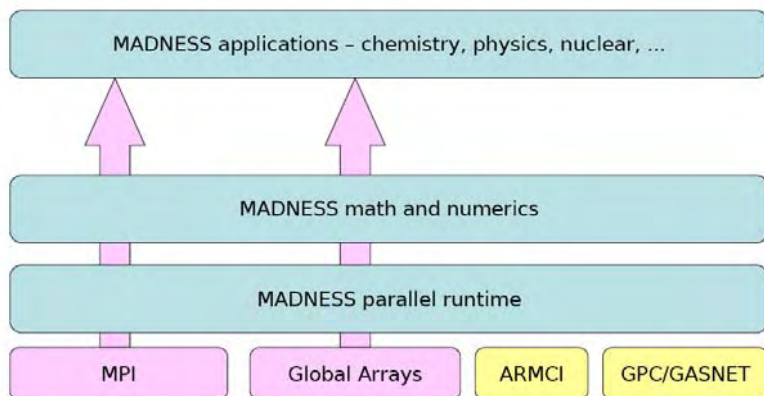 MADNESS applications – chemistry, physics, nuclear, ...
MADNESS math and numerics
MADNESS parallel runtime
MPI
Global Arrays
ARMCI
GPC/GASNET